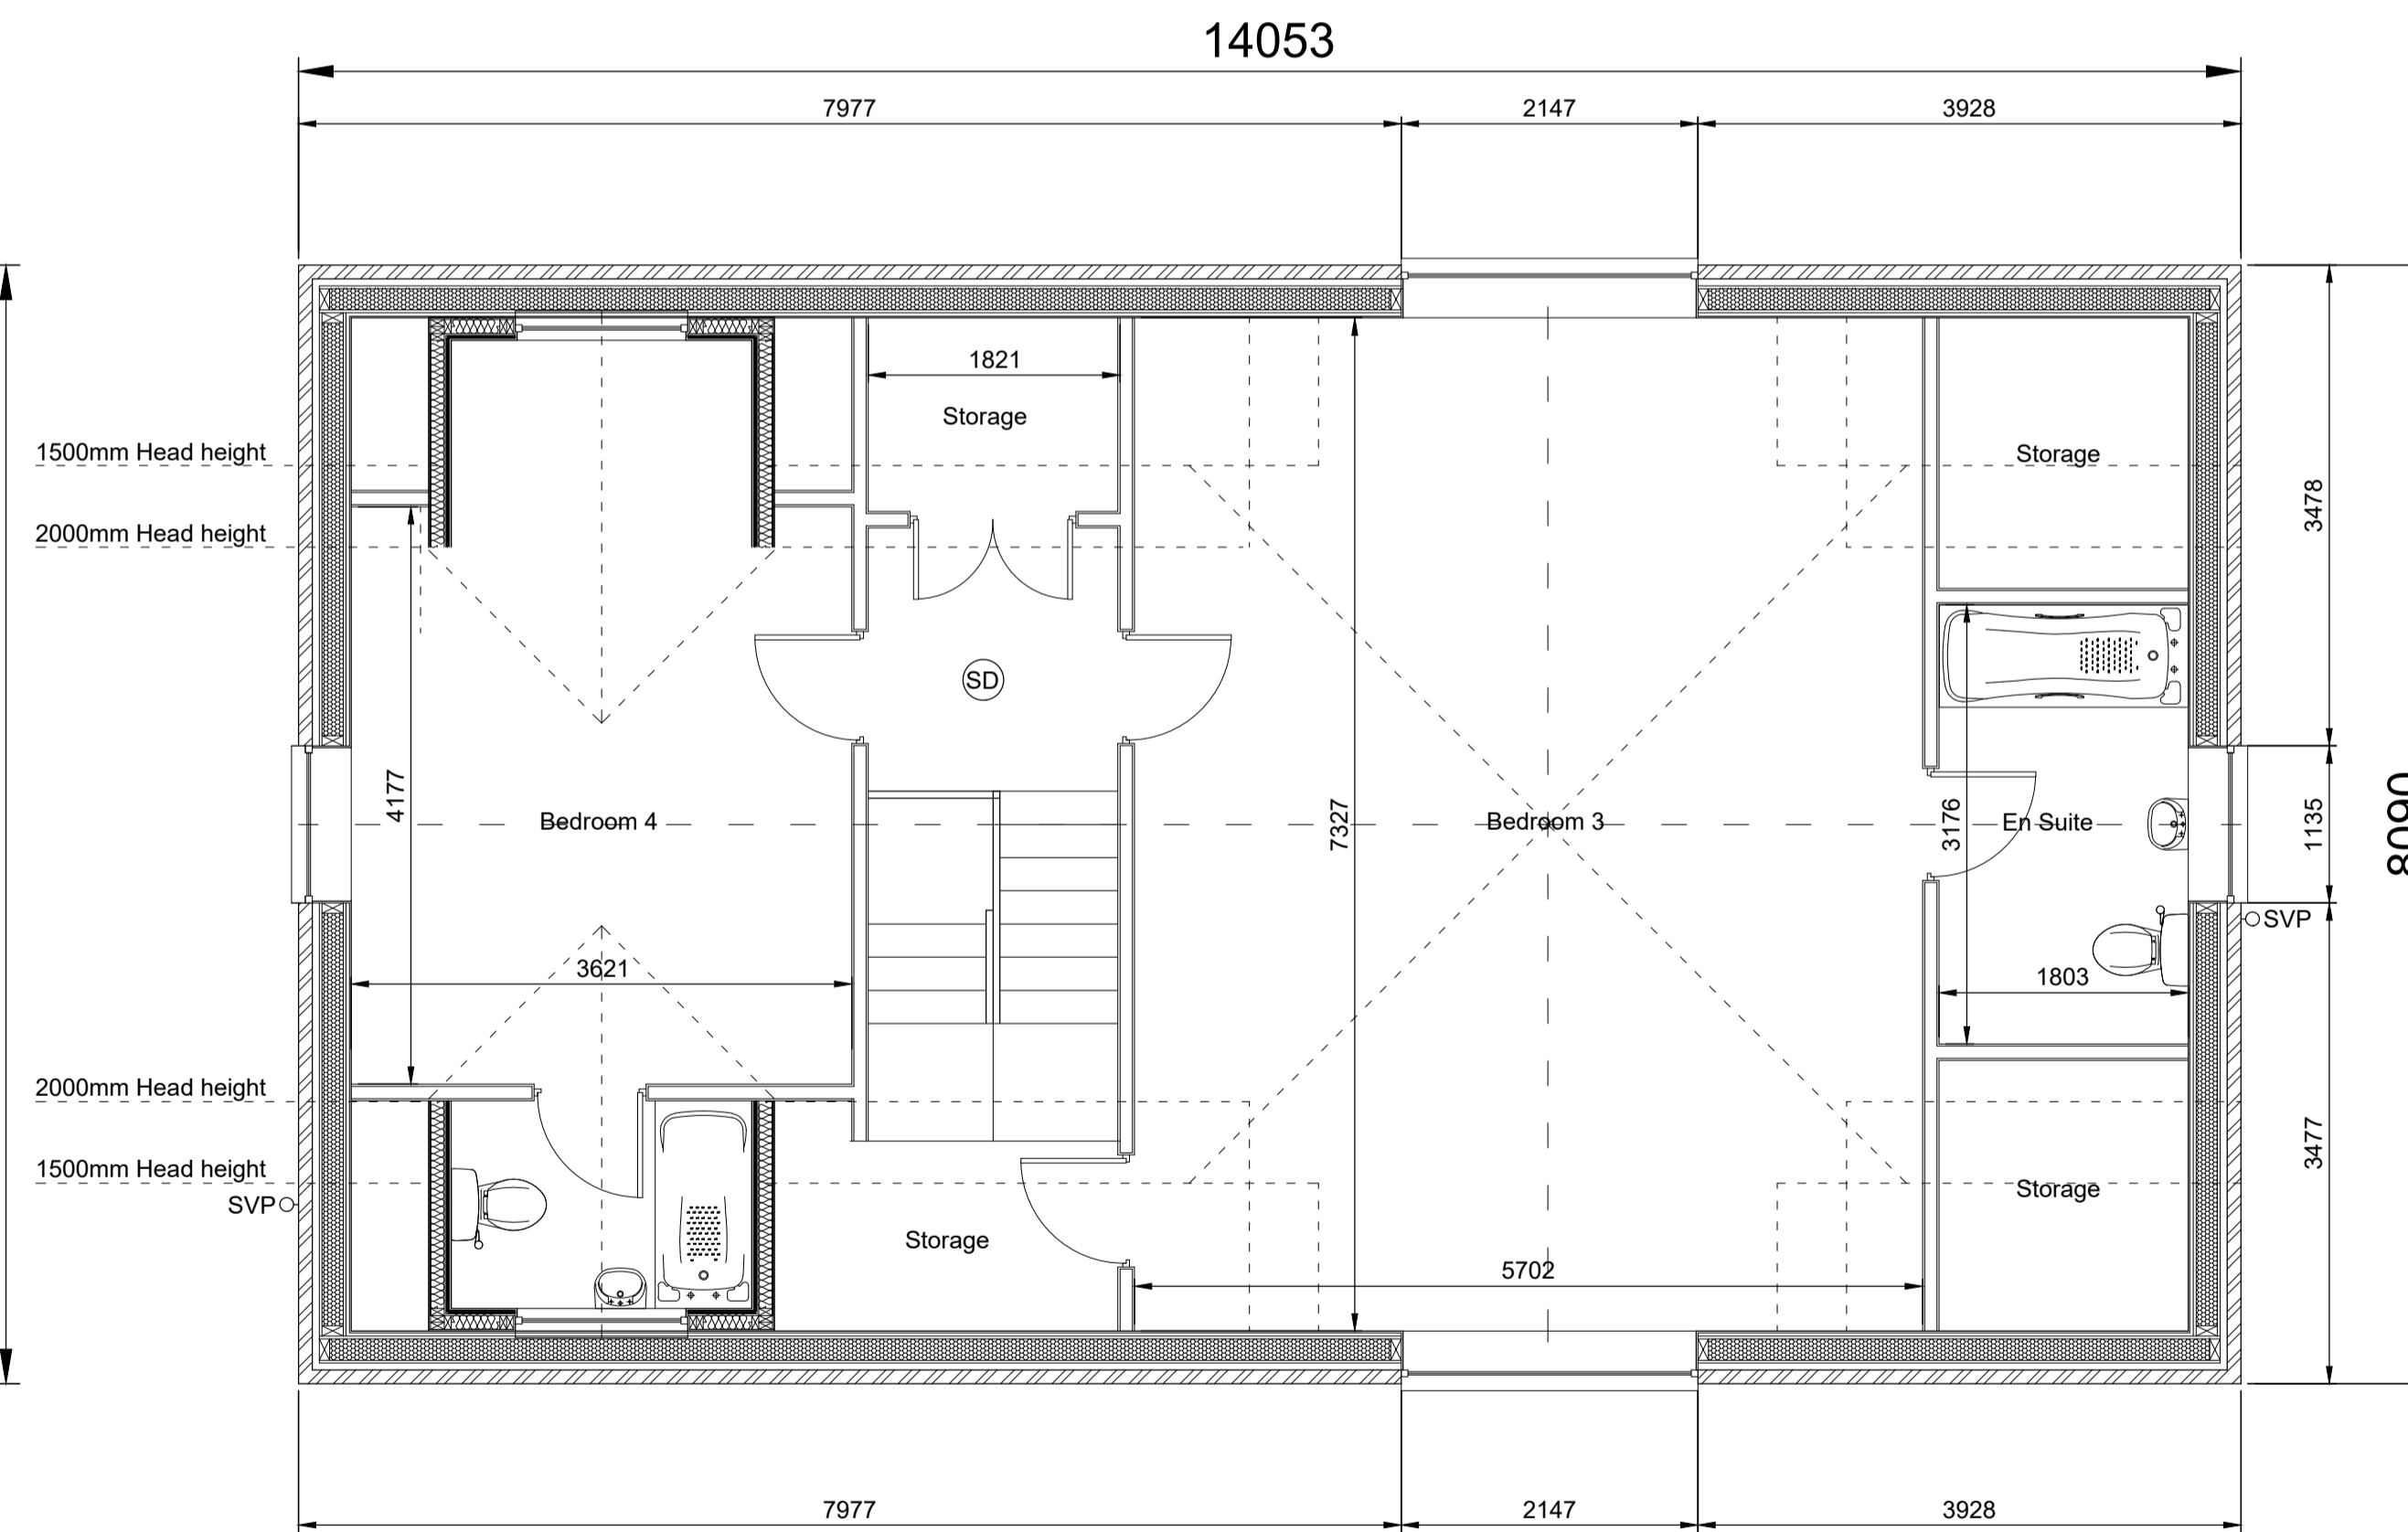 14053
7977
2147
3928
1821
Storage
1500mm Head height
Storage
3478
2000mm Head height
SD
4177
Bedroom 4
7327
Bedroom 3
3176
En Suite
1135
8090
SVP
3621
1803
2000mm Head height
1500mm Head height
3477
SVP
Storage
Storage
5702
7977
2147
3928